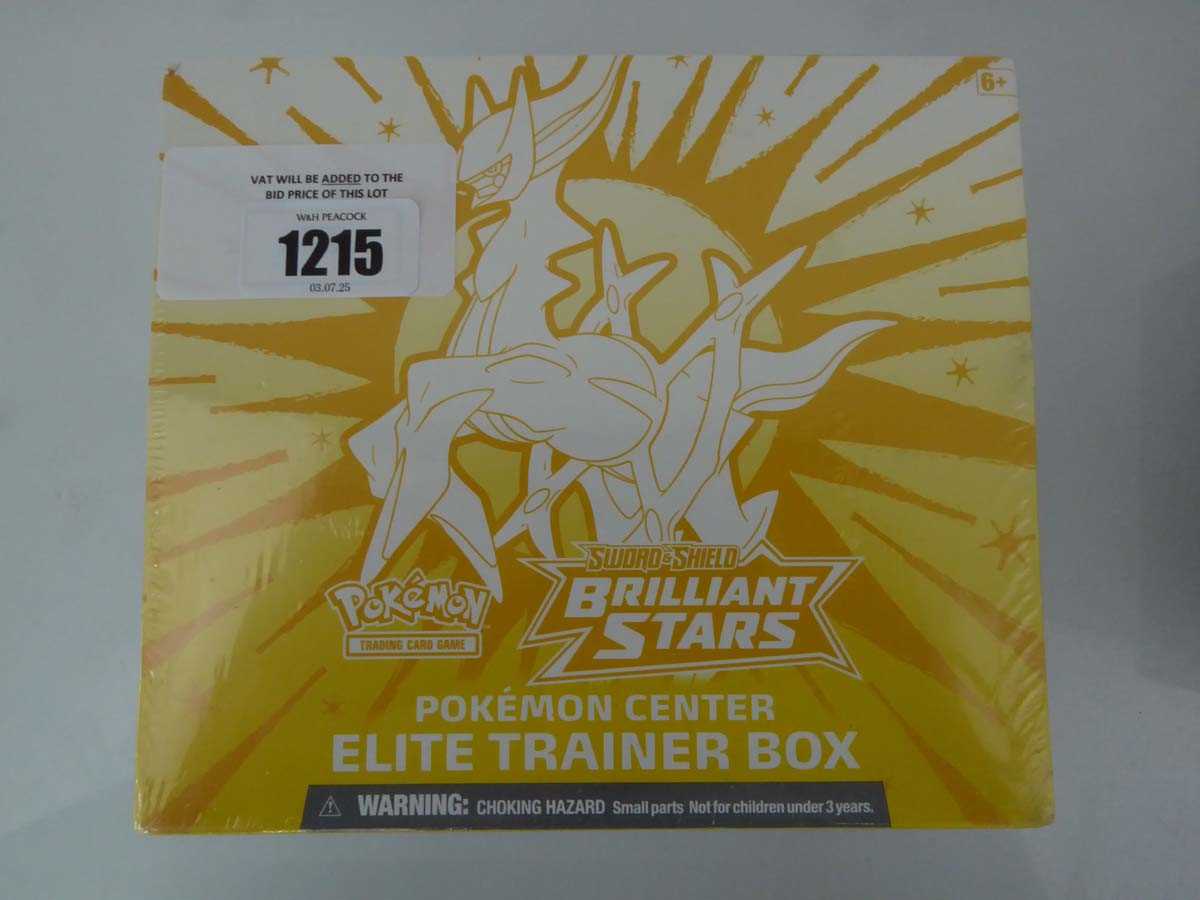 6+
VAT WILL BE ADDED TO THE
BID PRICE OF THIS LOT
W&H PEACOCK
1215
03.07.25
SWORD & SHIELD
BRILLIANT
STARS
POKéMON
TRADING CARD GAME
POKÉMON CENTER
ELITE TRAINER BOX
WARNING: CHOKING HAZARD Small parts Not for children under 3 years.